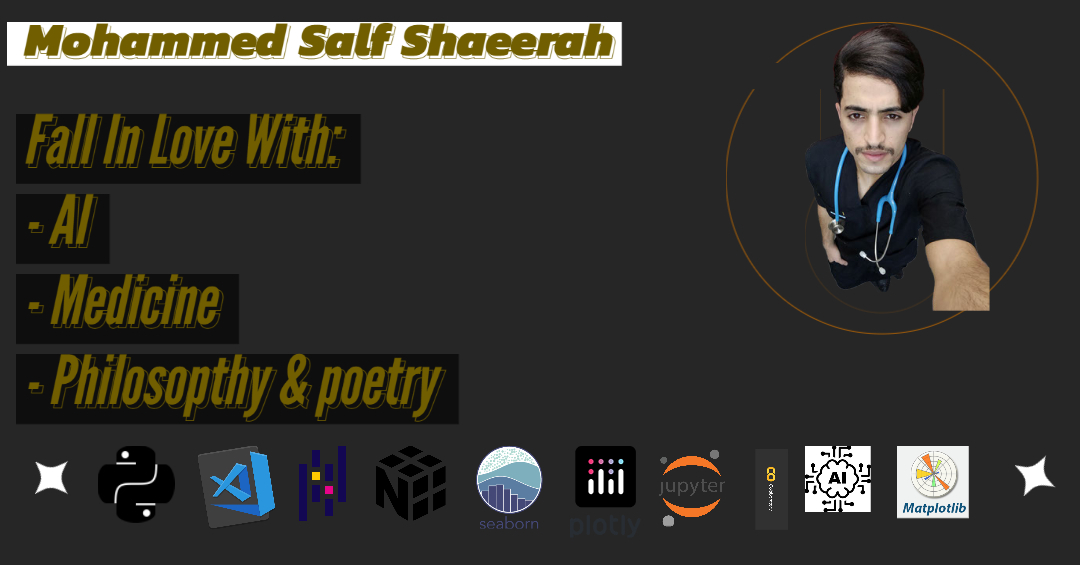 Mohammed Salf Shaeerah
Fall In Love With:
- AI
- Medicine
- Philosopthy & poetry
seaborn
plotly
jupyter
AI
Matplotlib